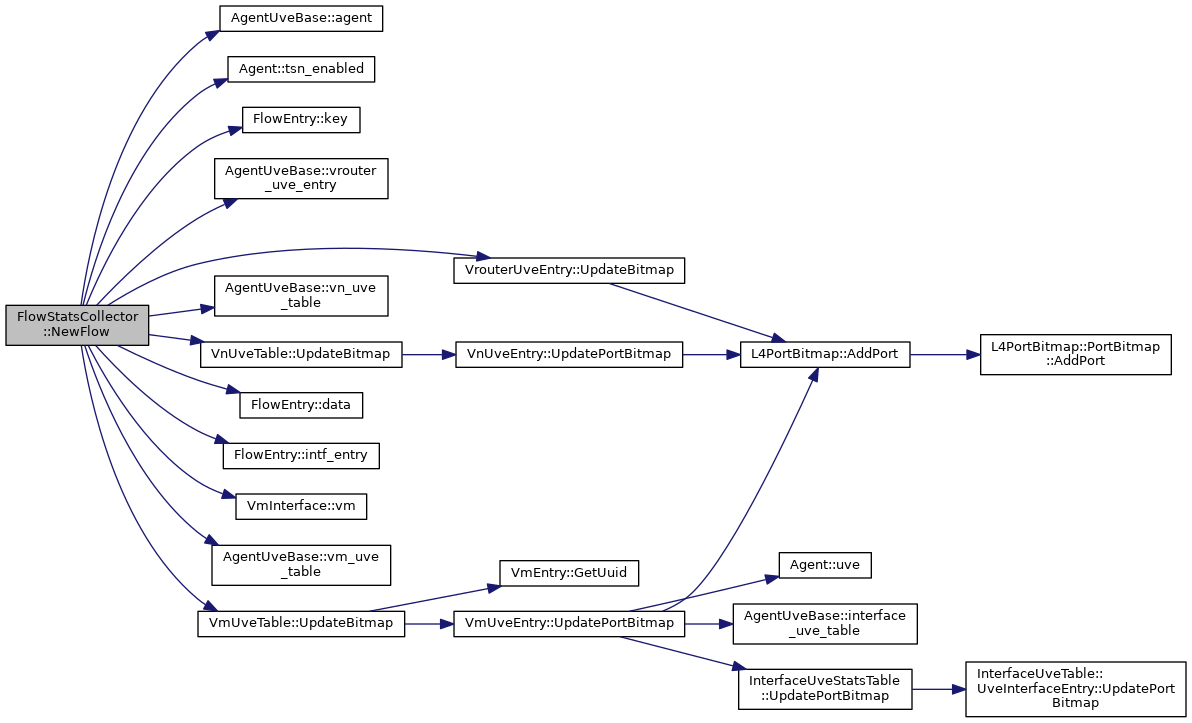 AgentUveBase::agent
Agent::tsn_enabled
FlowEntry::key
AgentUveBase::vrouter
_uve_entry
VrouterUveEntry::UpdateBitmap
FlowStatsCollector
::NewFlow
AgentUveBase::vn_uve
_table
VnUveTable::UpdateBitmap
VnUveEntry::UpdatePortBitmap
L4PortBitmap::AddPort
L4PortBitmap::PortBitmap
::AddPort
FlowEntry::data
FlowEntry::intf_entry
VmInterface::vm
AgentUveBase::vm_uve
_table
VmEntry::GetUuid
Agent::uve
VmUveTable::UpdateBitmap
VmUveEntry::UpdatePortBitmap
AgentUveBase::interface
_uve_table
InterfaceUveStatsTable
::UpdatePortBitmap
InterfaceUveTable::
UveInterfaceEntry::UpdatePort
Bitmap